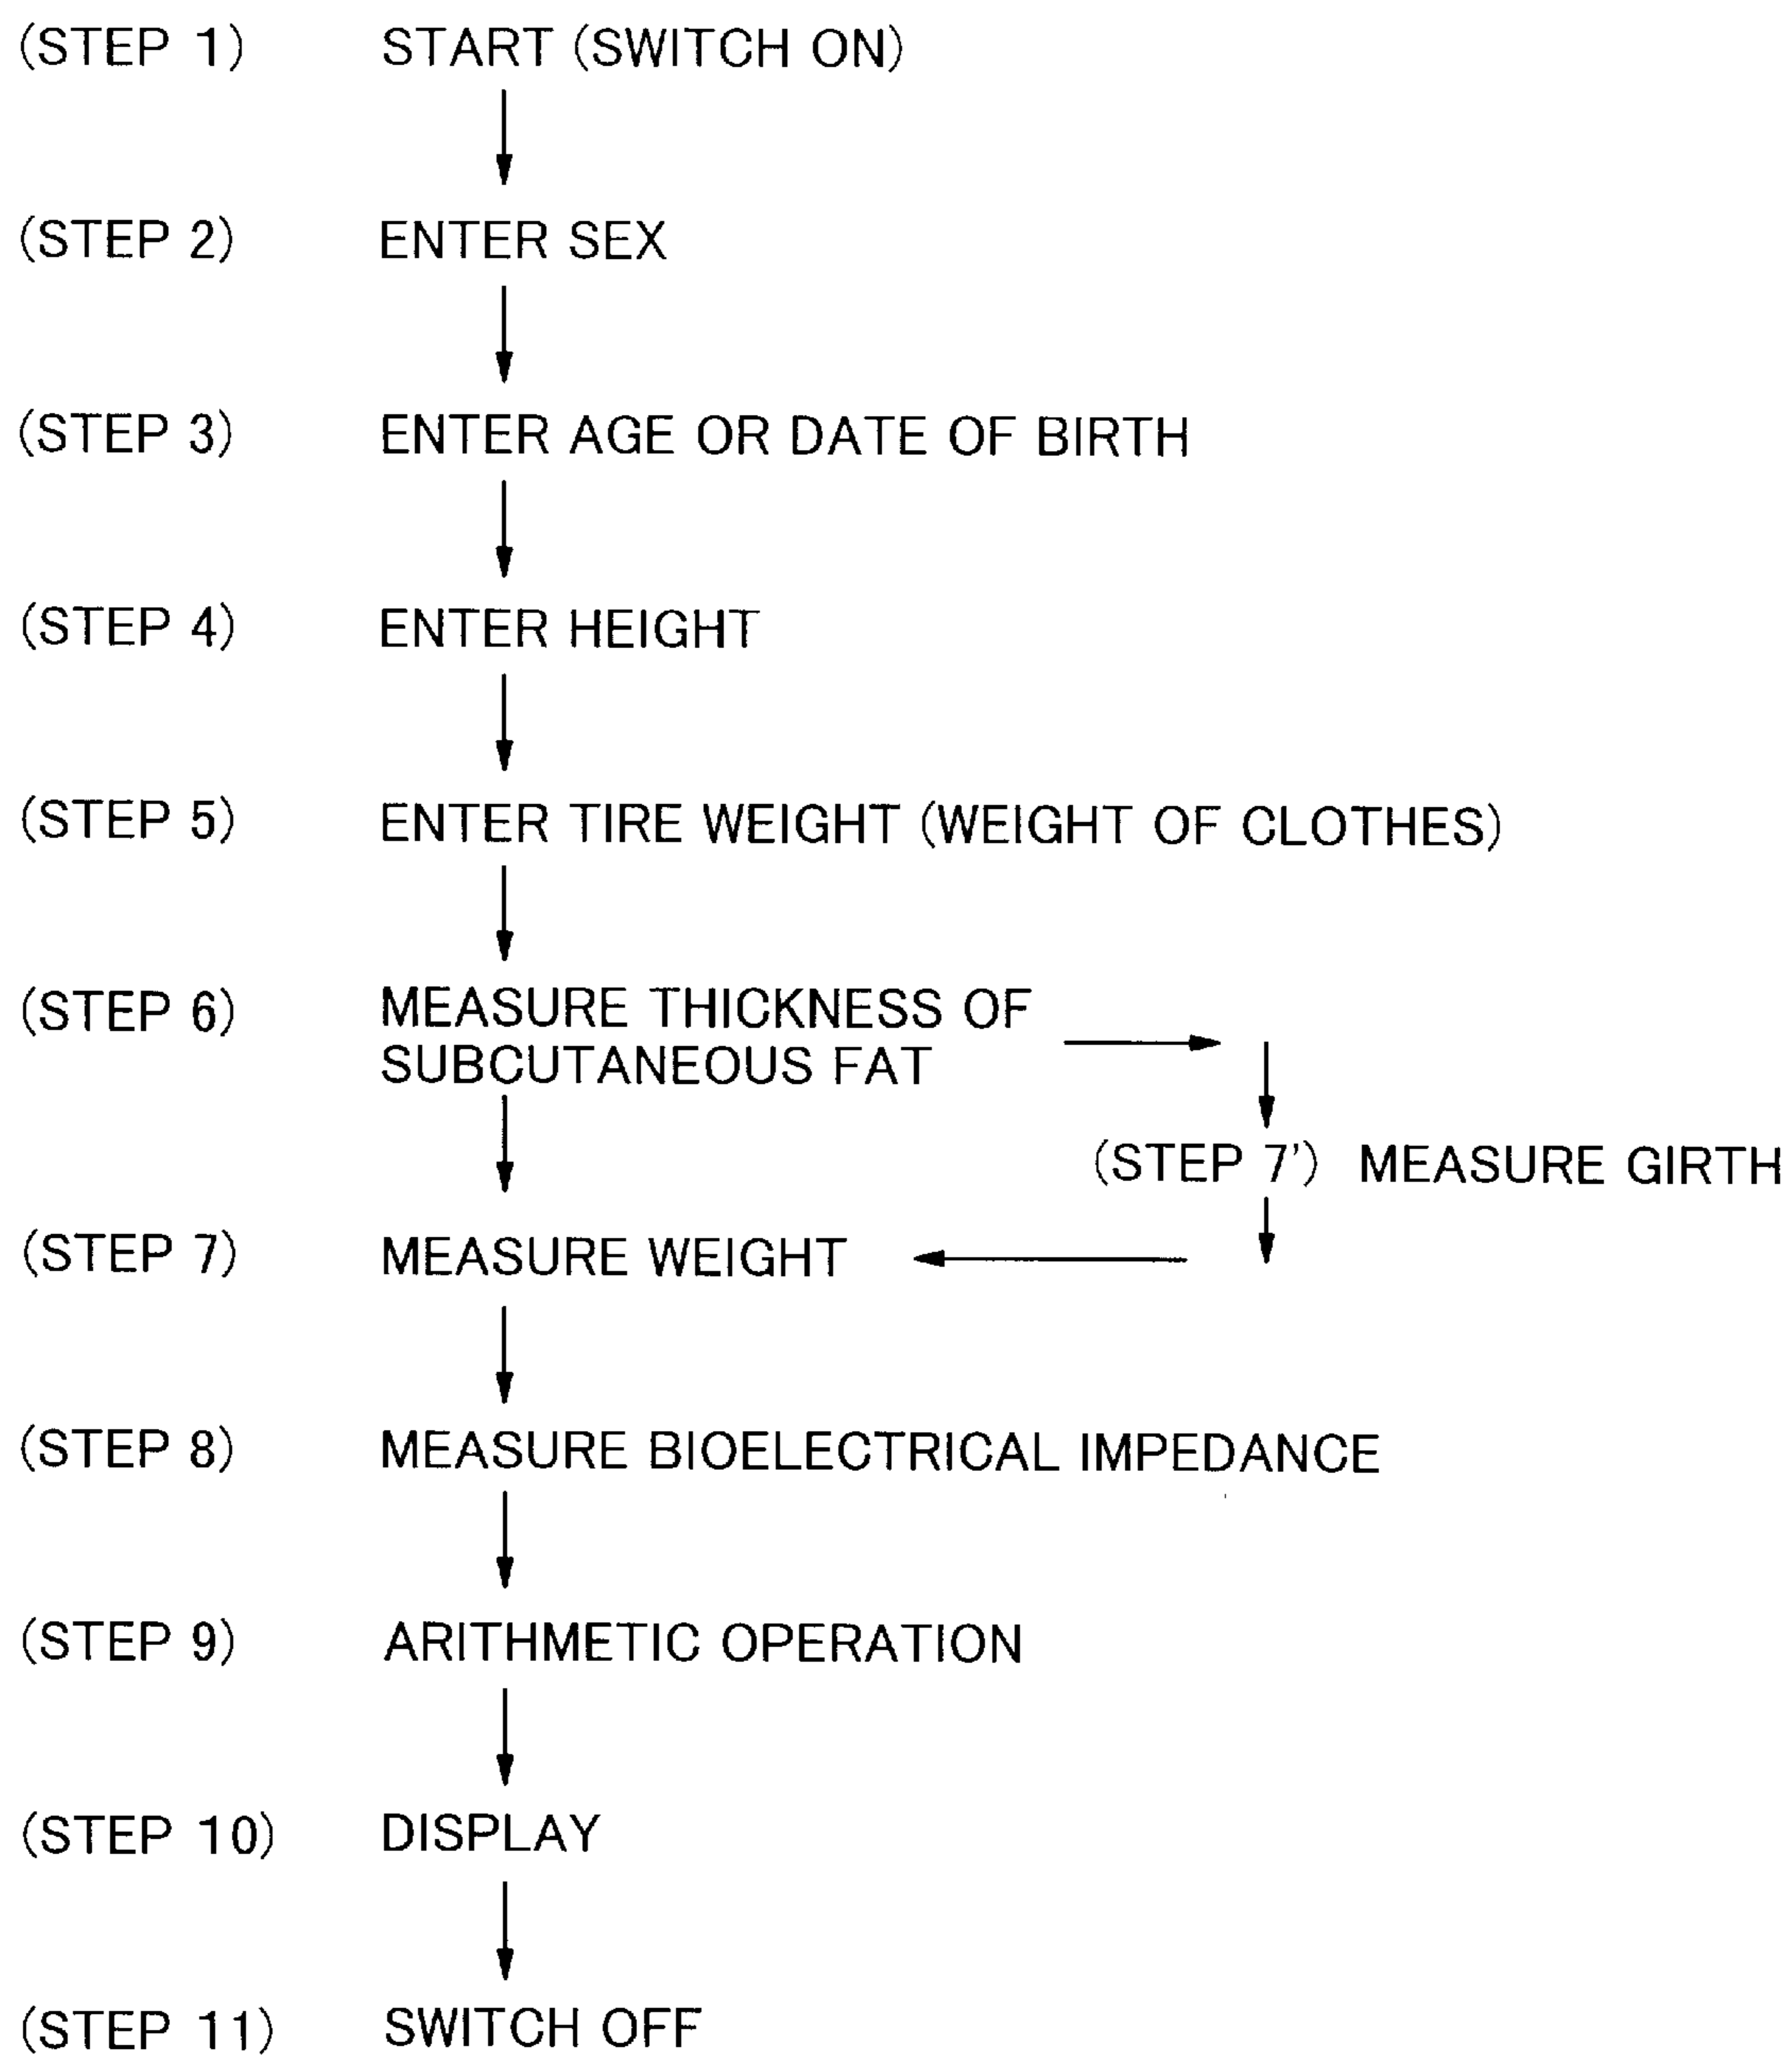 (STEP 1) START (SWITCH ON)
(STEP 2) ENTER SEX
(STEP 3) ENTER AGE OR DATE OF BIRTH
(STEP 4) ENTER HEIGHT
(STEP 5) ENTER TIRE WEIGHT (WEIGHT OF CLOTHES)
(STEP 6) MEASURE THICKNESS OF
SUBCUTANEOUS FAT
(STEP 7') MEASURE GIRTH
(STEP 7) MEASURE WEIGHT
(STEP 8) MEASURE BIOELECTRICAL IMPEDANCE
(STEP 9) ARITHMETIC OPERATION
(STEP 10) DISPLAY
(STEP 11) SWITCH OFF